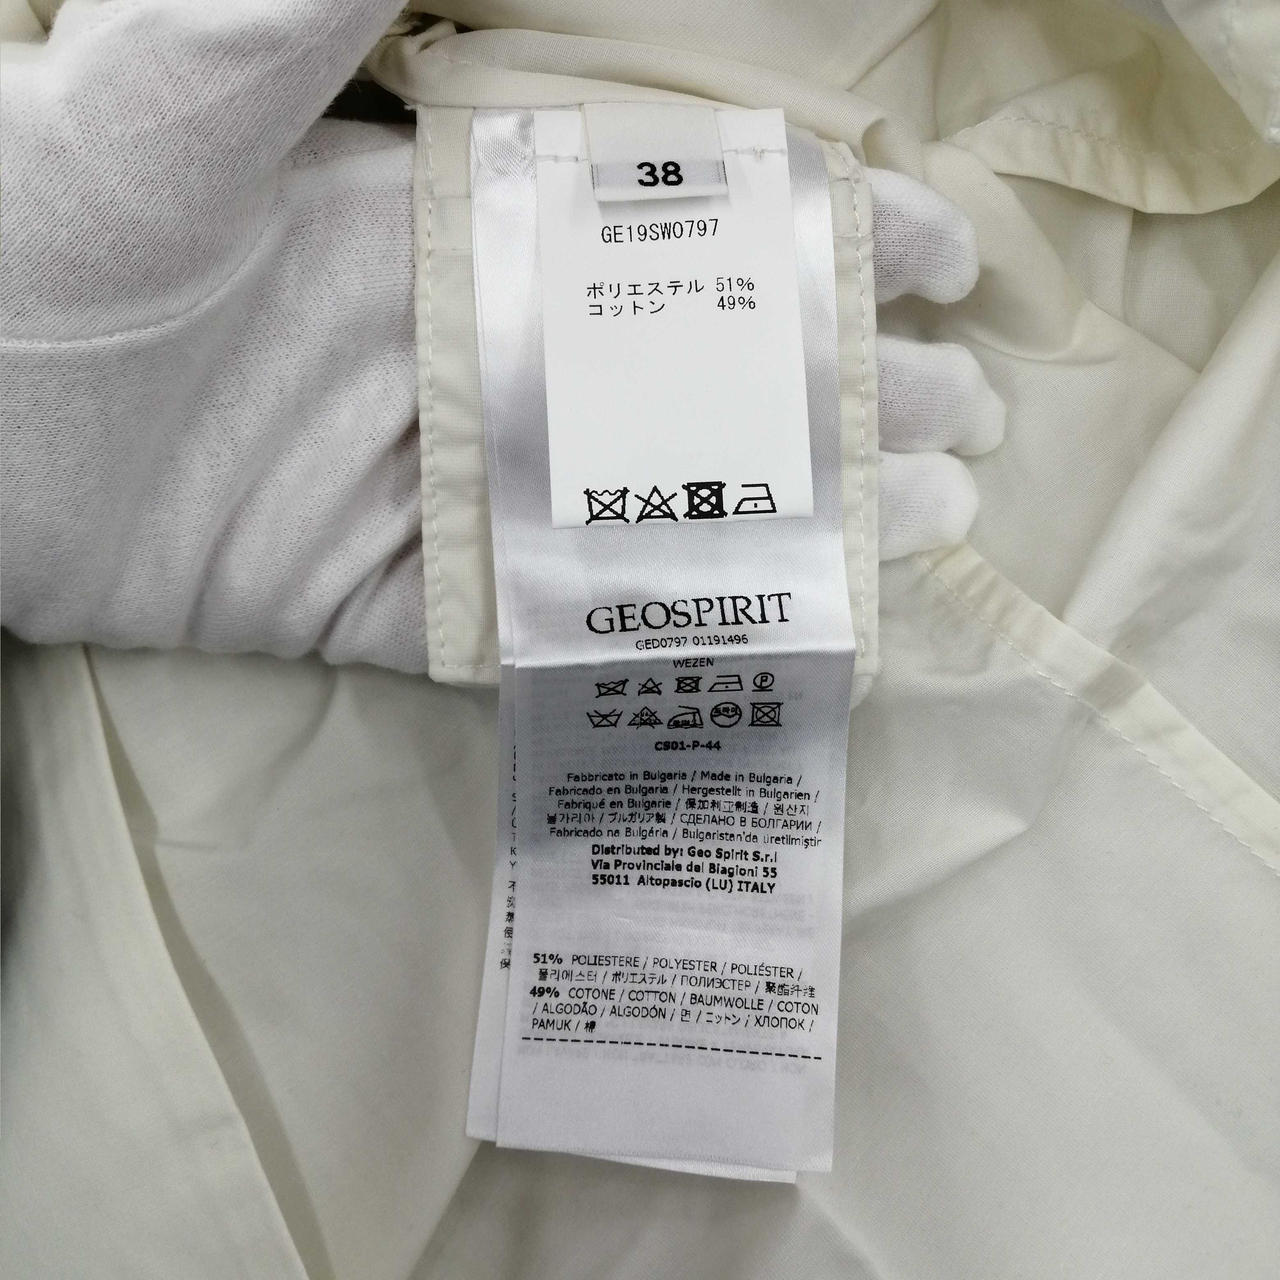 38
GE19SW0797
ポリエステル 51%
コットン 49%
GEOSPIRIT
GED0797 01191496
WEZEN
CS01-P-44
Fabbricato in Bulgaria / Made in Bulgaria /
Fabricado en Bulgaria / Hergestellt in Bulgarien /
Fabriqué en Bulgarie / 保加利亚制造 / 원산지
불가리아 / ブルガリア製 / СДЕЛАНО В БОЛГАРИИ /
Fabricado na Bulgária / Bulgaristan'da üretilmiştir
Distributed by: Geo Spirit S.r.l
Via Provinciale dei Biagioni 55
55011 Altopascio (LU) ITALY
51% POLIESTERE / POLYESTER / POLIÉSTER /
폴리에스터 / ポリエステル / ПОЛИЭСТЕР / 聚酯纤维
49% COTONE / COTTON / BAUMWOLLE / COTON
/ ALGODÃO / ALGODÓN / 면 / ニットン / ХЛОПОК /
PAMUK / 棉